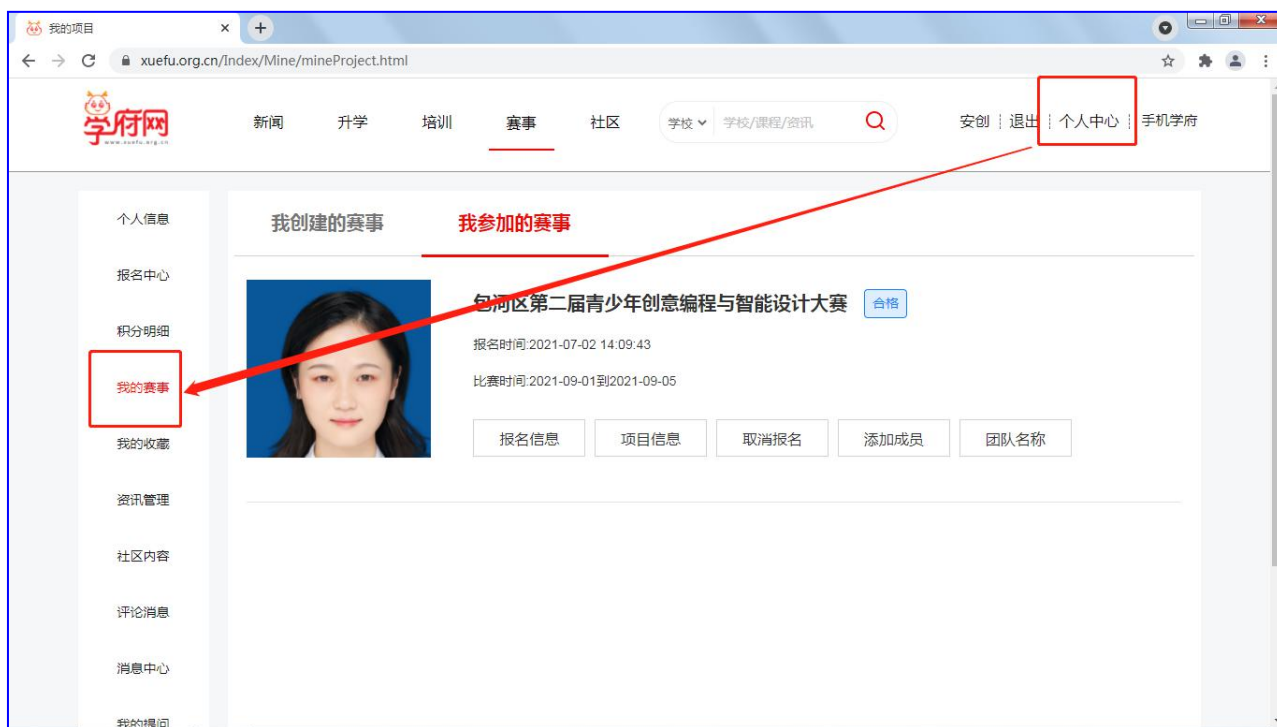 我的项目
xuefu.org.cn/Index/Mine/mineProject.html
学府网
www.xuefu.org.cn
新闻 升学 培训 赛事 社区 学校 学校/课程/资讯 安创 退出 个人中心 手机学府
个人信息
报名中心
积分明细
我的赛事
我的收藏
资讯管理
社区内容
评论消息
消息中心
我的提问
我创建的赛事 我参加的赛事
包河区第二届青少年创意编程与智能设计大赛 合格
报名时间:2021-07-02 14:09:43
比赛时间:2021-09-01到2021-09-05
报名信息 项目信息 取消报名 添加成员 团队名称